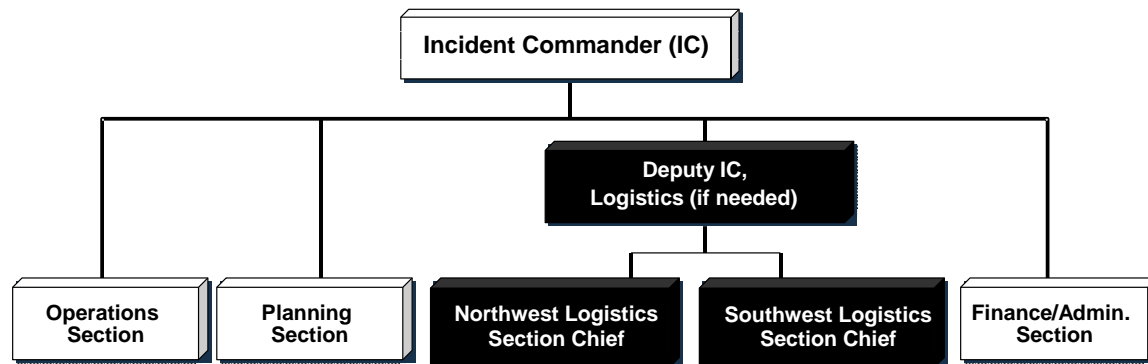 Incident Commander (IC)
Deputy IC,
Logistics (if needed)
Operations
Section
Planning
Section
Northwest Logistics
Section Chief
Southwest Logistics
Section Chief
Finance/Admin.
Section